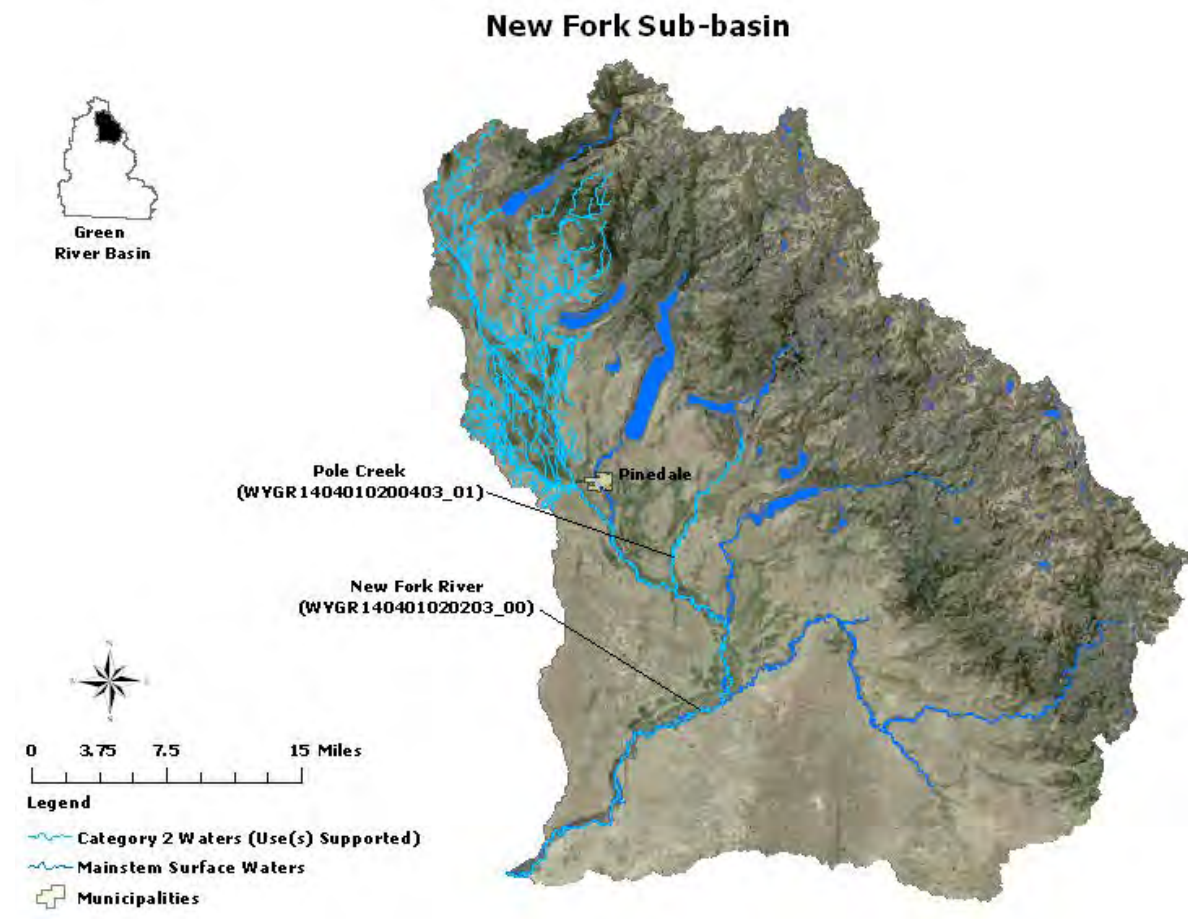 New Fork Sub-basin
Green
River Basin
Pole Creek
(WYGR1404010200403_01)
Pinedale
New Fork River
(WYGR140401020203_00)
0 3.75 7.5 15 Miles
Legend
Category 2 Waters (Use(s) Supported)
Mainstem Surface Waters
Municipalities